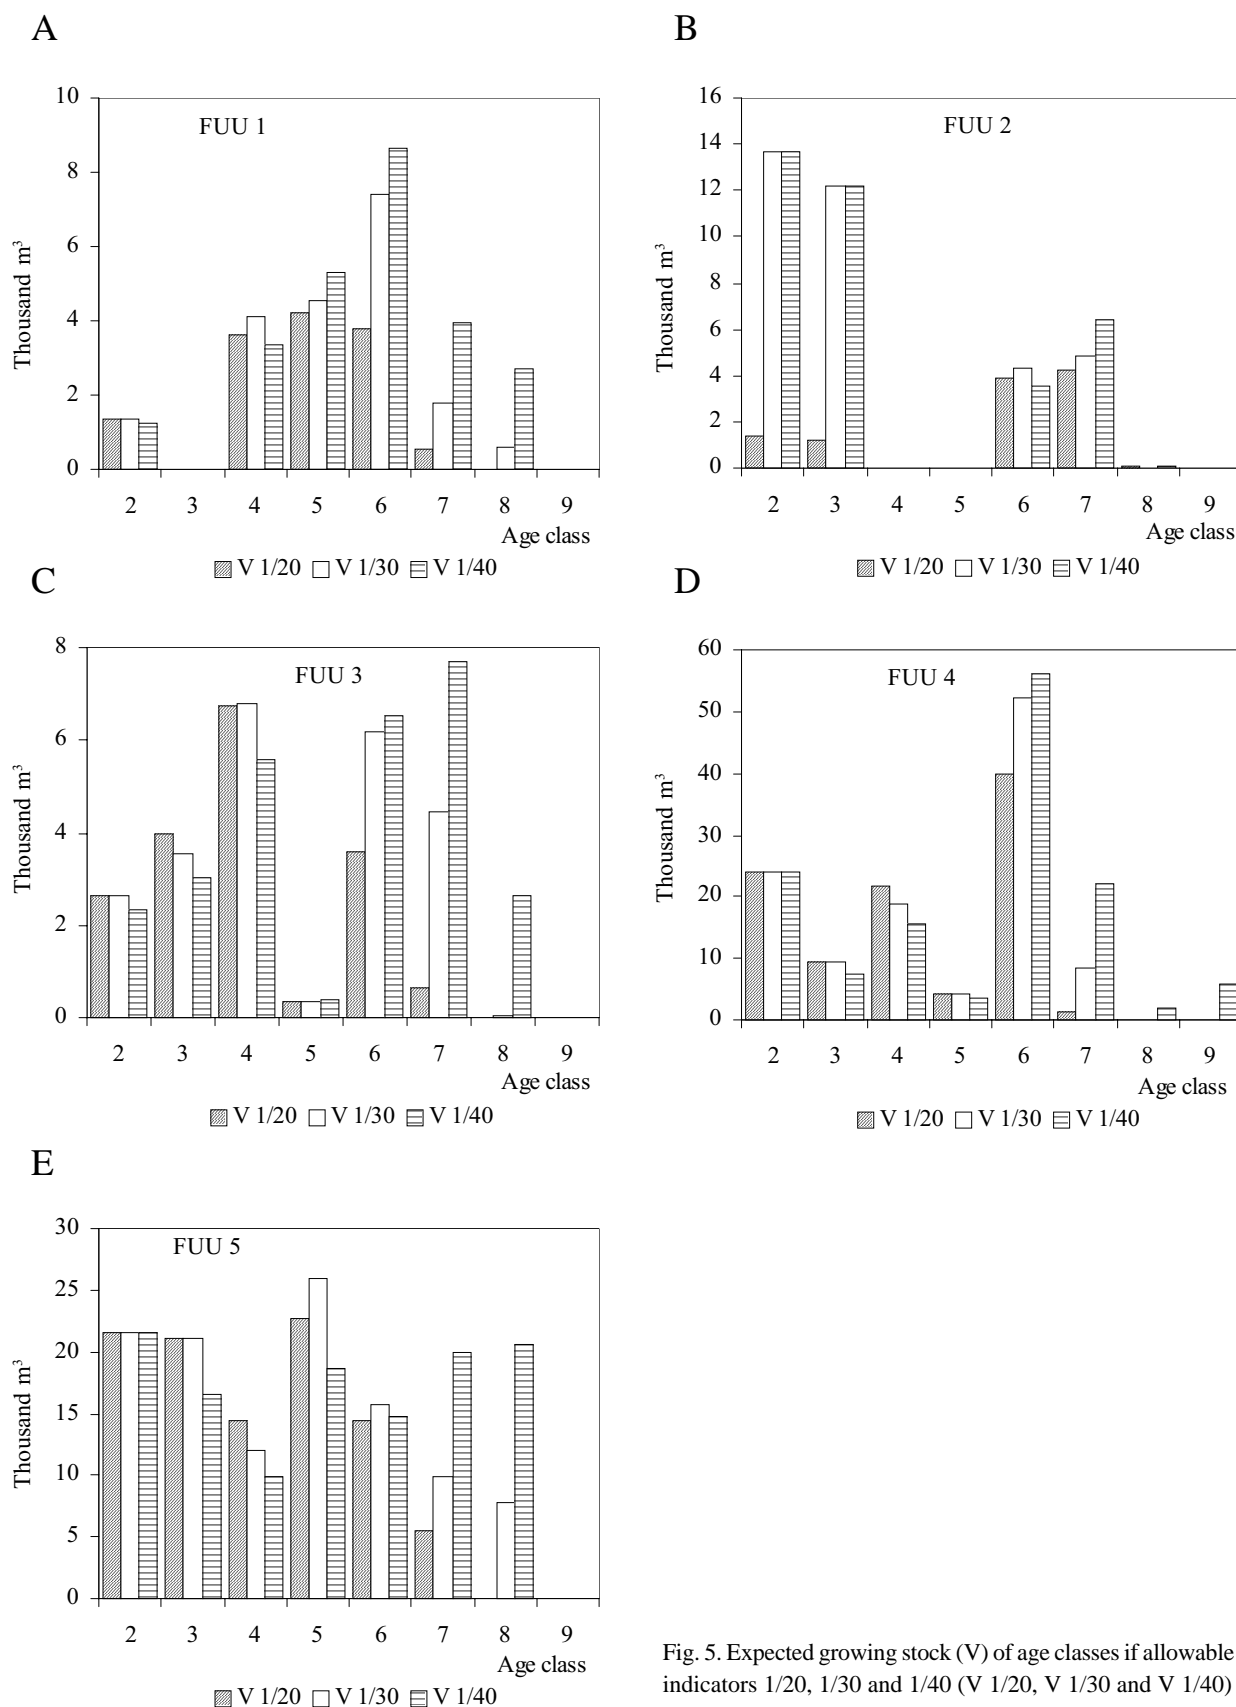 A
10
8
6
4
2
0
Thousand m³
FUU 1
2 3 4 5 6 7 8 9
Age class
V 1/20 V 1/30 V 1/40
B
16
14
12
10
8
6
4
2
0
Thousand m³
FUU 2
2 3 4 5 6 7 8 9
Age class
V 1/20 V 1/30 V 1/40
C
8
6
4
2
0
Thousand m³
FUU 3
2 3 4 5 6 7 8 9
Age class
V 1/20 V 1/30 V 1/40
D
60
50
40
30
20
10
0
Thousand m³
FUU 4
2 3 4 5 6 7 8 9
Age class
V 1/20 V 1/30 V 1/40
E
30
25
20
15
10
5
0
Thousand m³
FUU 5
2 3 4 5 6 7 8 9
Age class
V 1/20 V 1/30 V 1/40
Fig. 5. Expected growing stock (V) of age classes if allowable
indicators 1/20, 1/30 and 1/40 (V 1/20, V 1/30 and V 1/40)